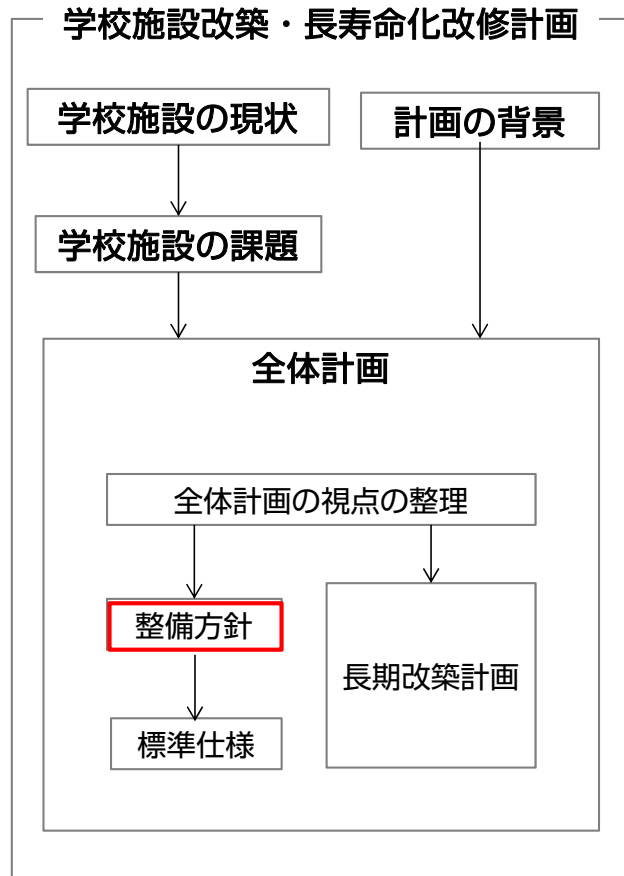 学校施設改築・長寿命化改修計画
学校施設の現状
計画の背景
学校施設の課題
全体計画
全体計画の視点の整理
整備方針
長期改築計画
標準仕様